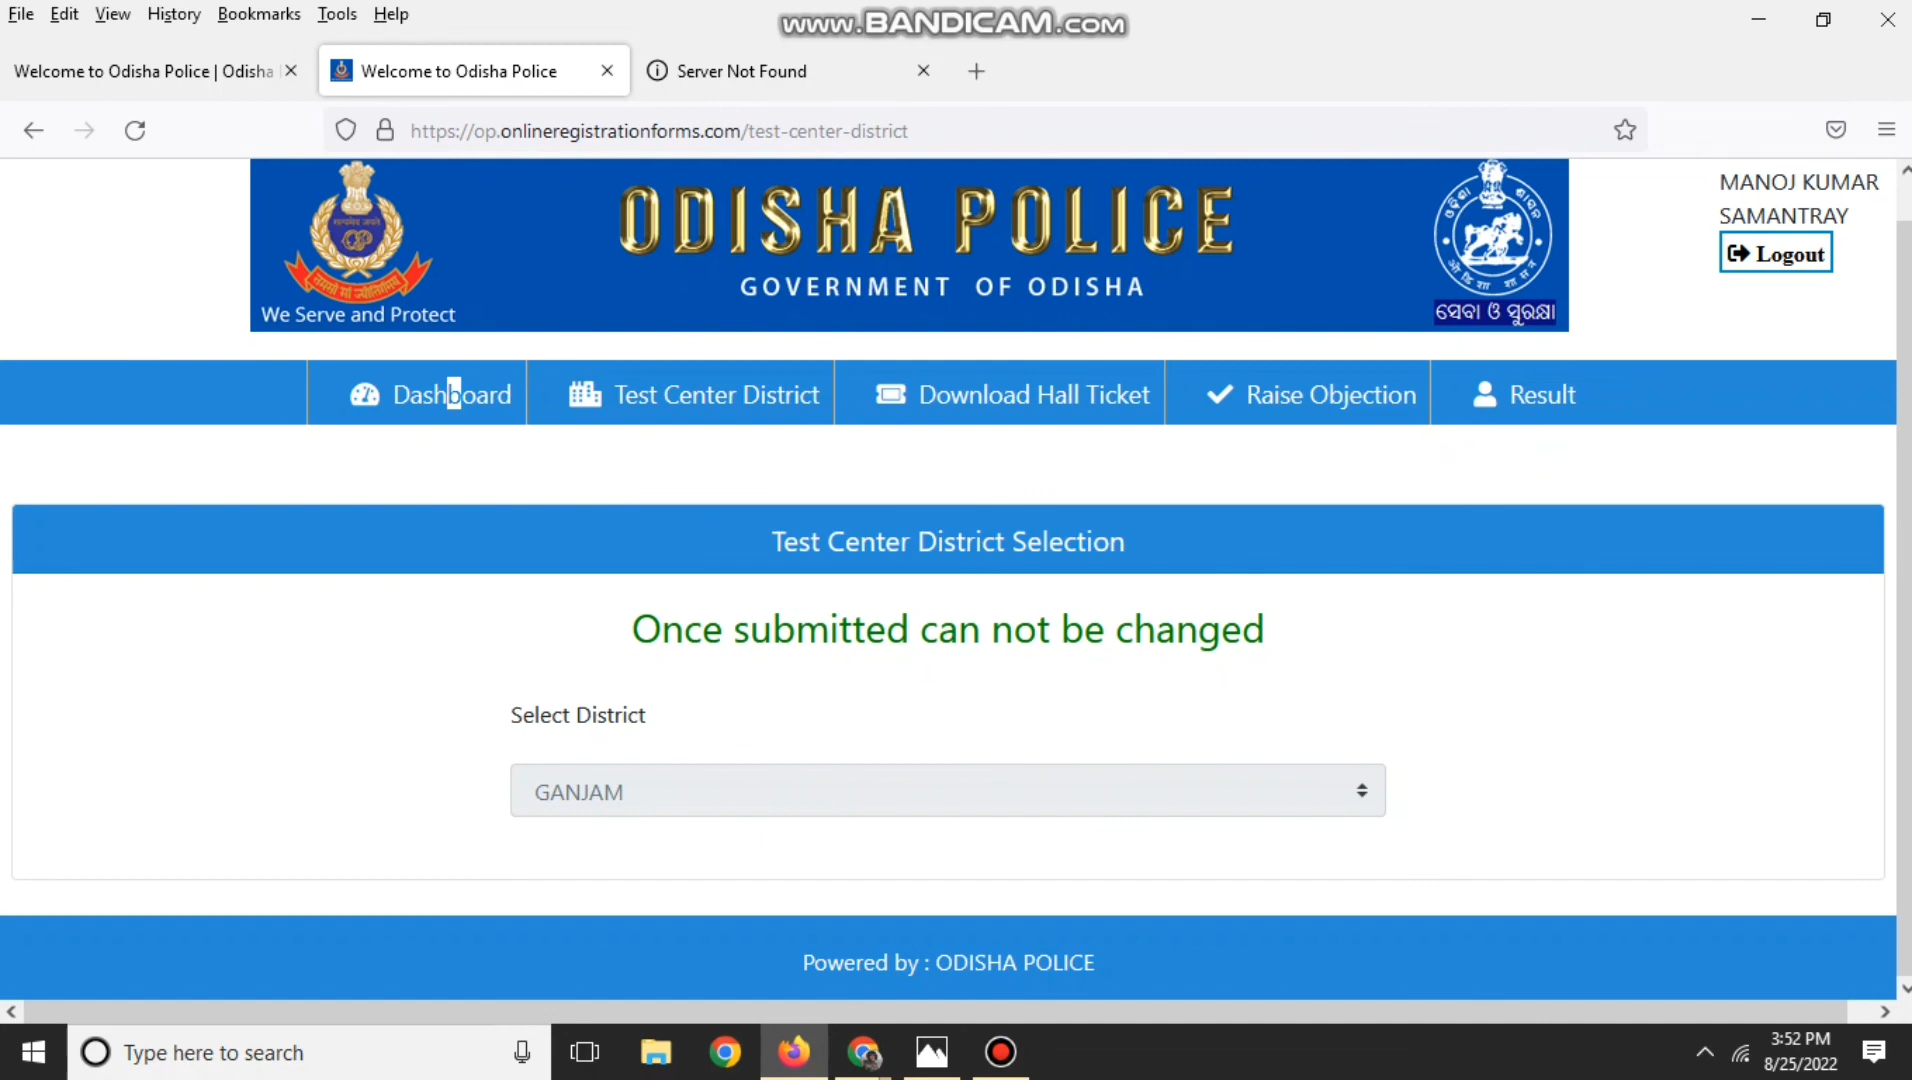 File Edit View History Bookmarks Tools Help
www.BANDICAM.com
Welcome to Odisha Police | Odisha
Welcome to Odisha Police
Server Not Found
https://op.onlineregistrationforms.com/test-center-district
ODISHA POLICE
GOVERNMENT OF ODISHA
We Serve and Protect
ସେବା ଓ ସୁରକ୍ଷା
MANOJ KUMAR
SAMANTRAY
Logout
Dashboard
Test Center District
Download Hall Ticket
Raise Objection
Result
Test Center District Selection
Once submitted can not be changed
Select District
GANJAM
Powered by : ODISHA POLICE
Type here to search
3:52 PM
8/25/2022